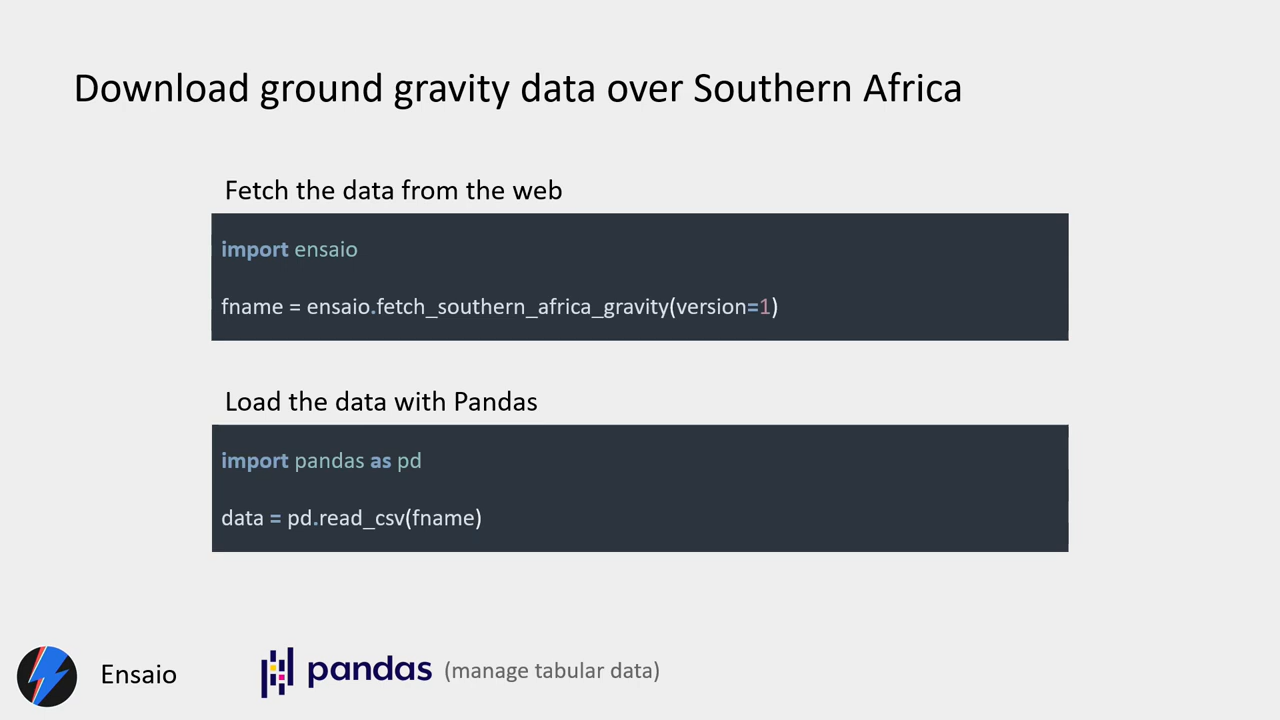 Download ground gravity data over Southern Africa
Fetch the data from the web
import ensaio
fname = ensaio.fetch_southern_africa_gravity(version=1)
Load the data with Pandas
import pandas as pd
data = pd.read_csv(fname)
Ensaio
pandas (manage tabular data)